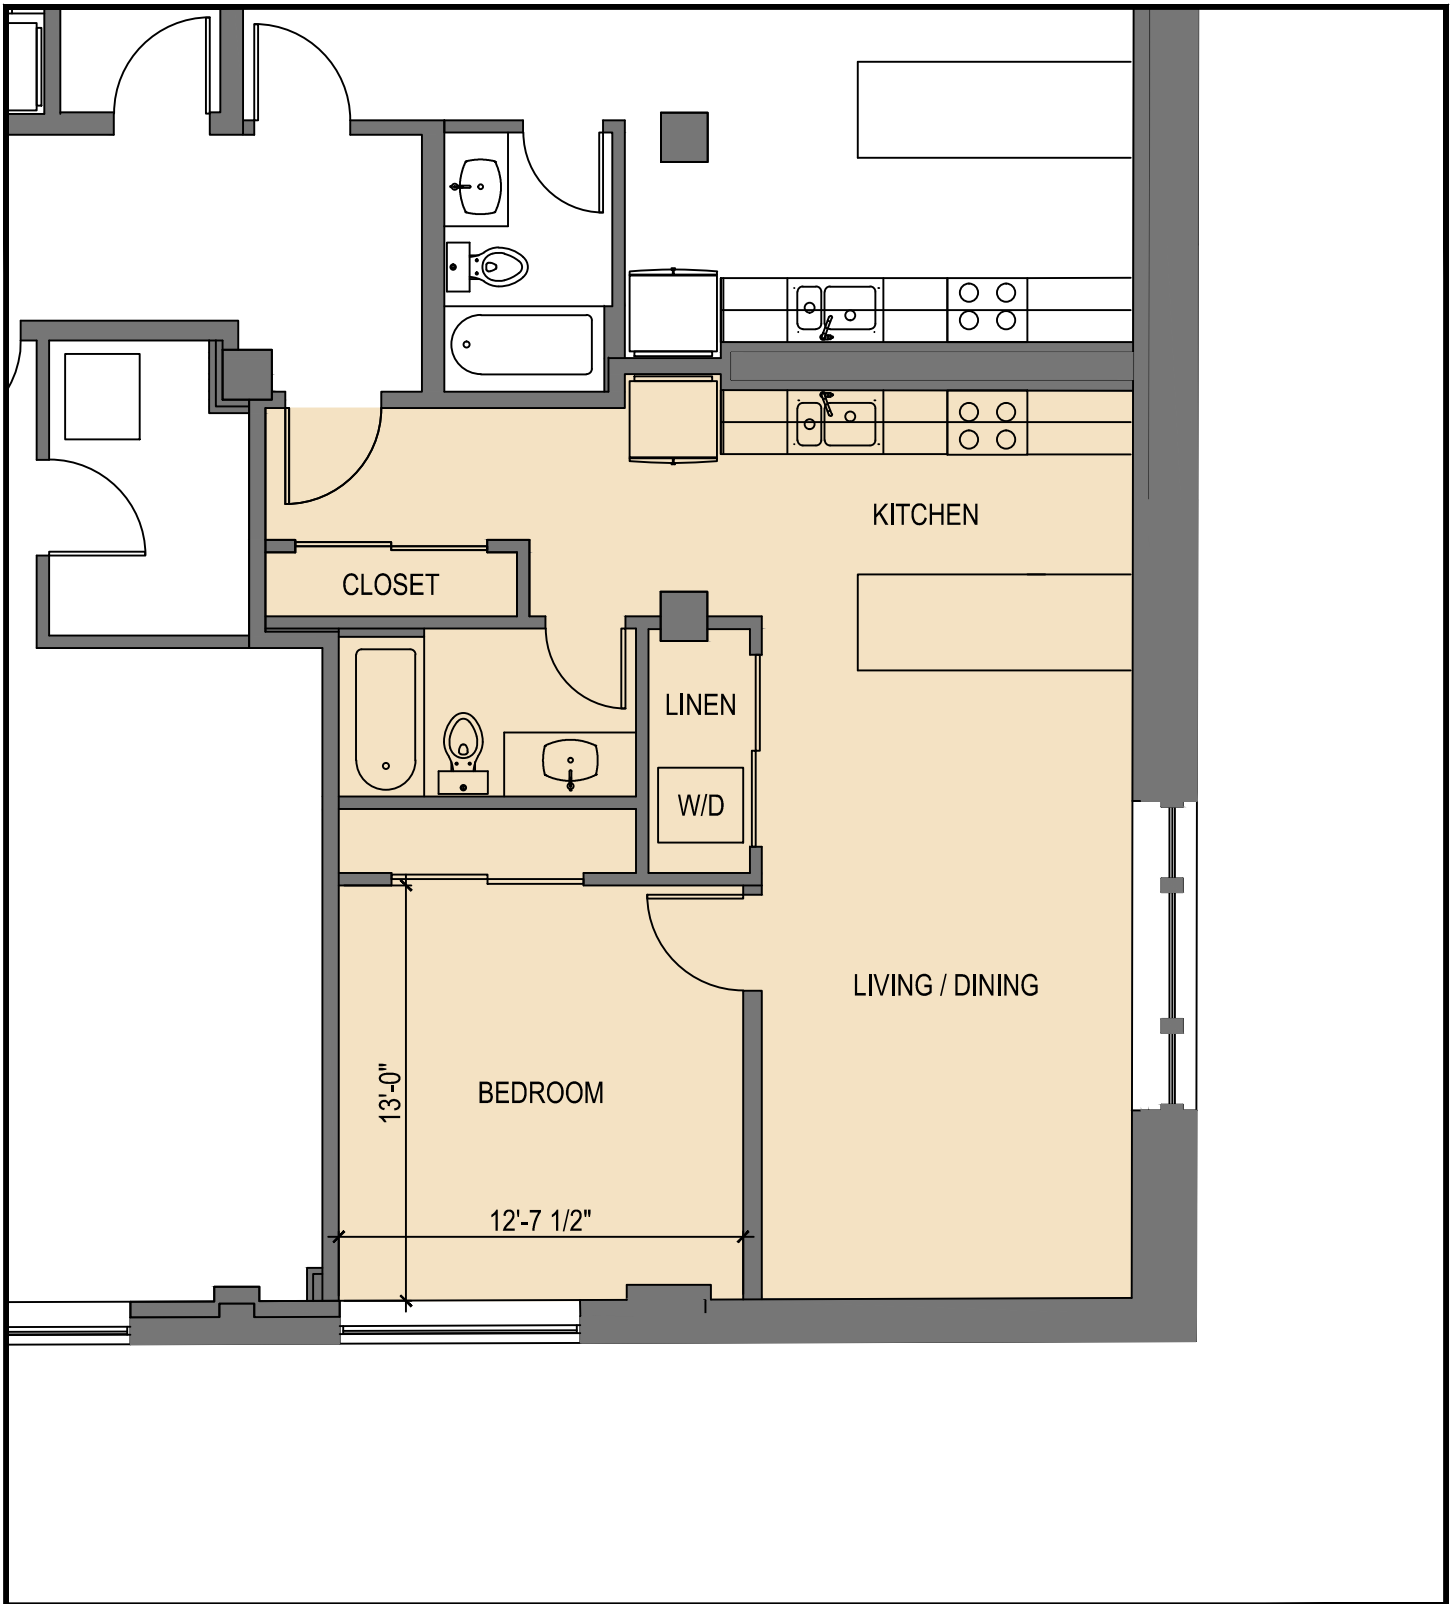 KITCHEN
CLOSET
LINEN
W/D
LIVING / DINING
13'-0"
BEDROOM
12'-7 1/2"